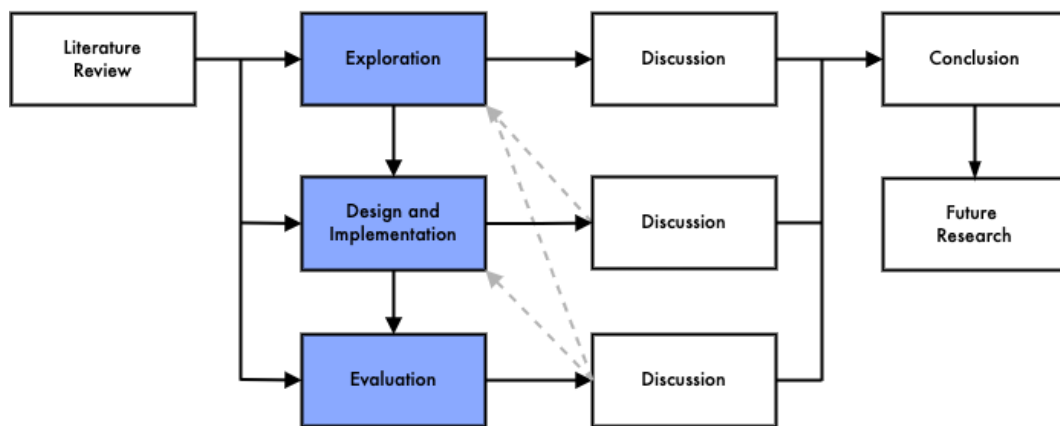 Literature
Review
Exploration
Discussion
Conclusion
Design and
Implementation
Discussion
Future
Research
Evaluation
Discussion